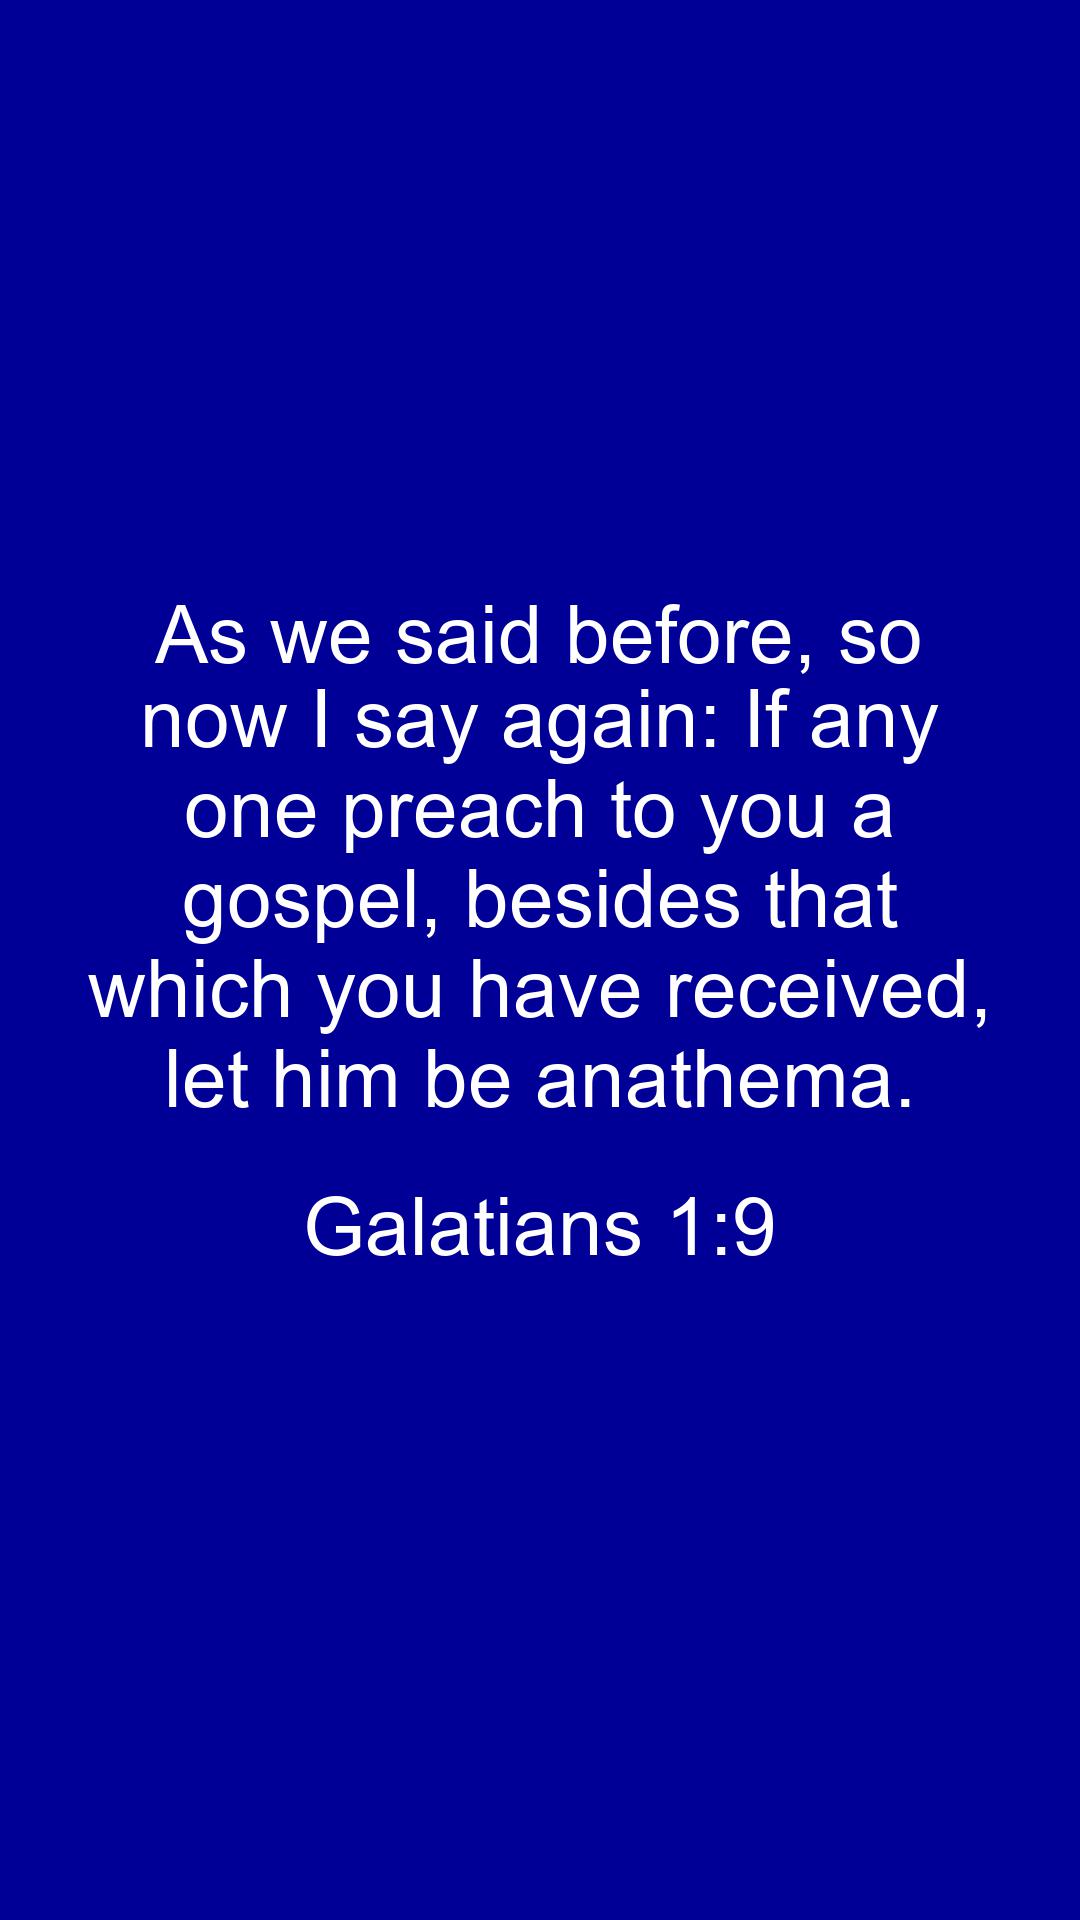 As we said before, so
now I say again: If any
one preach to you a
gospel, besides that
which you have received,
let him be anathema.
Galatians 1:9